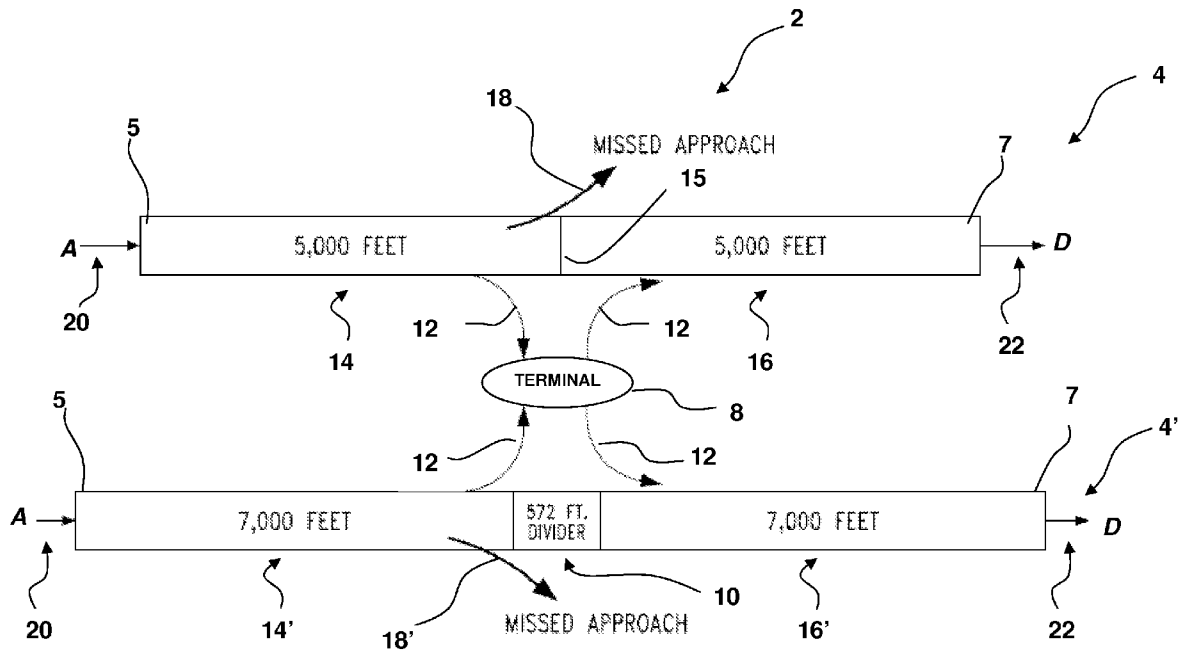 2
4
18
5
MISSED APPROACH
7
15
A
5,000 FEET
5,000 FEET
D
20
12
12
14
16
22
TERMINAL
5
8
7
4'
12
12
A
7,000 FEET
572 FT.
DIVIDER
7,000 FEET
D
20
14'
18'
10
MISSED APPROACH
16'
22